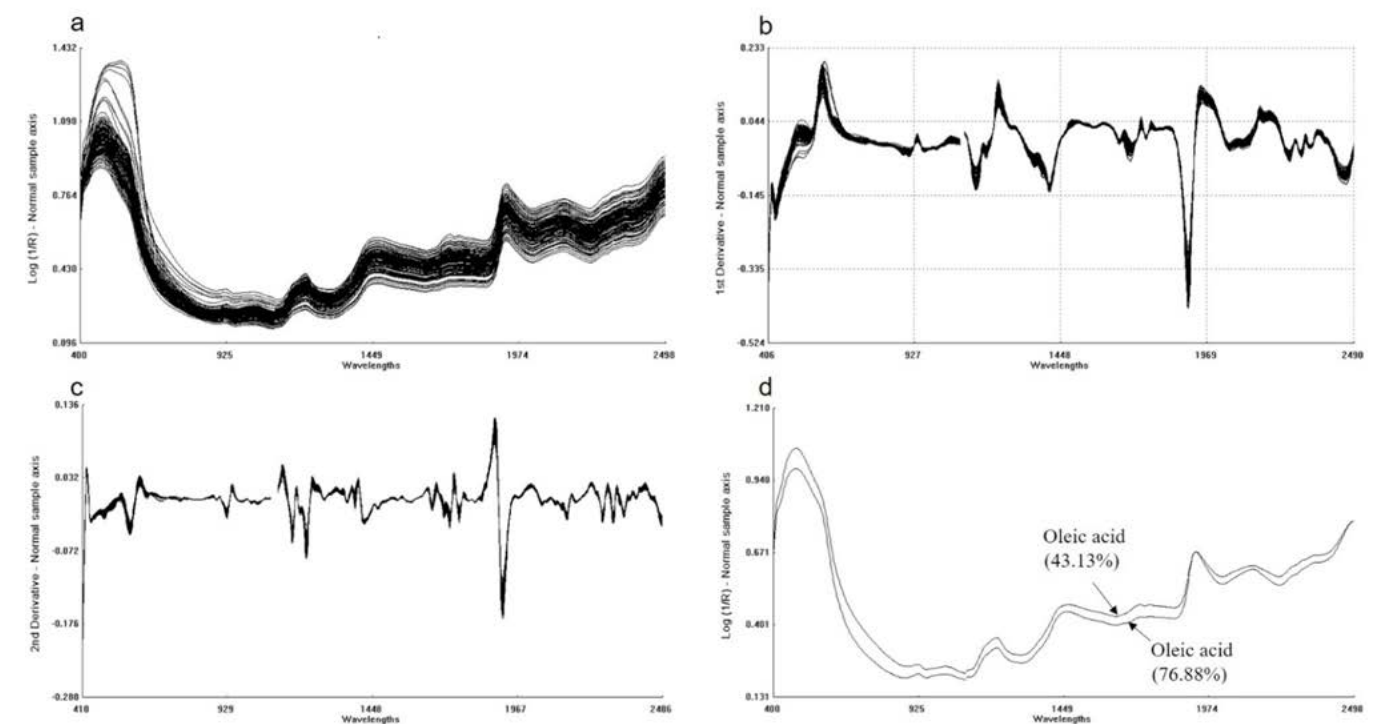 a
1.432
1.098
0.764
0.430
0.096
Log (1/R) - Normal sample axis
400 925 1449 1974 2498
Wavelengths
b
0.233
0.044
-0.145
-0.335
-0.524
1st Derivative - Normal sample axis
406 927 1448 1969 2490
Wavelengths
c
0.136
0.032
-0.072
-0.176
-0.280
2nd Derivative - Normal sample axis
410 929 1448 1967 2486
Wavelengths
d
1.210
0.940
0.671
0.401
0.131
Log (1/R) - Normal sample axis
Oleic acid
(43.13%)
Oleic acid
(76.88%)
400 925 1449 1974 2498
Wavelengths